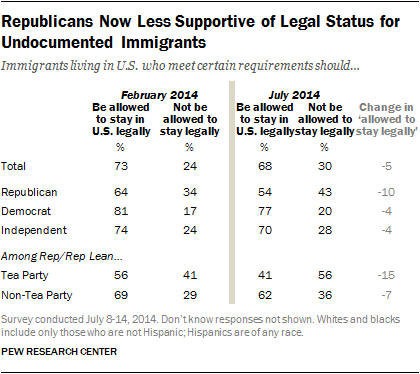 Republicans Now Less Supportive of Legal Status for
Undocumented Immigrants
Immigrants living in U.S. who meet certain requirements should...
February 2014 July 2014
Be allowed Not be Be allowed Not be Change in
to stay in allowed to to stay in allowed to ‘allowed to
U.S. legally stay legally U.S. legally stay legally stay legally’
% % % %
Total 73 24 68 30 -5
Republican 64 34 54 43 -10
Democrat 81 17 77 20 -4
Independent 74 24 70 28 -4
Among Rep/Rep Lean...
Tea Party 56 41 41 56 -15
Non-Tea Party 69 29 62 36 -7
Survey conducted July 8-14, 2014. Don’t know responses not shown. Whites and blacks
include only those who are not Hispanic; Hispanics are of any race.
PEW RESEARCH CENTER